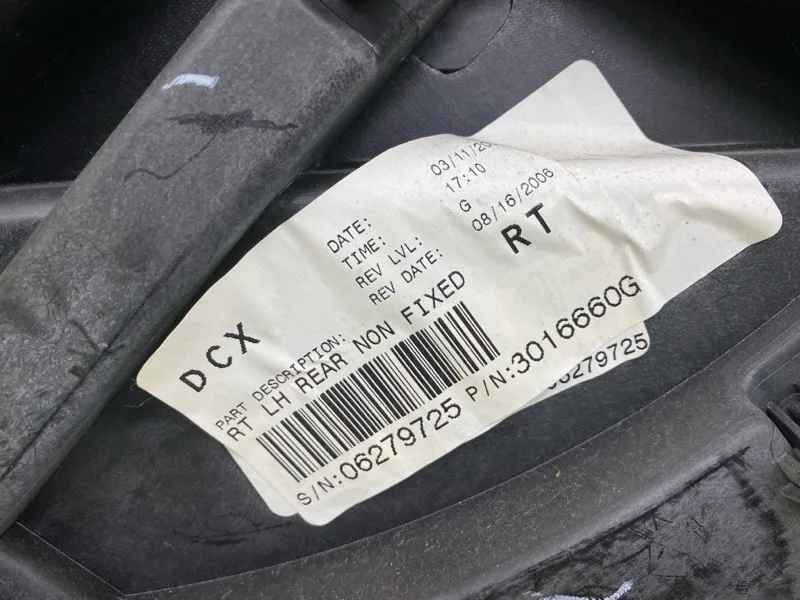 DCX
DATE: 03/11/20
TIME: 17:10
REV LVL: G
REV DATE: 08/16/2006
RT
PART DESCRIPTION:
RT LH REAR NON FIXED
S/N:06279725 P/N:3016660G
06279725